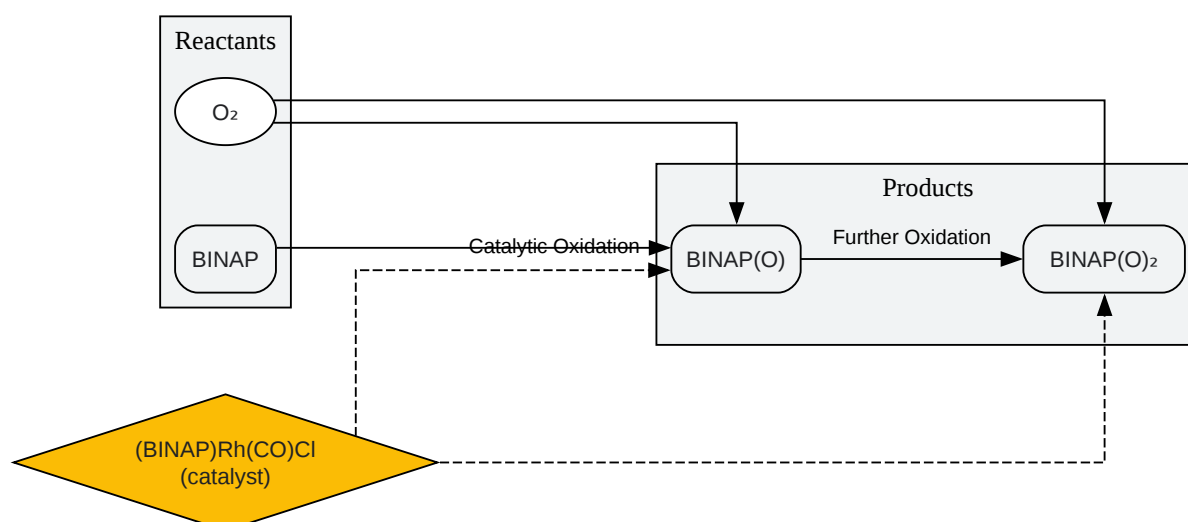 Reactants
O₂
Products
Further Oxidation
Catalytic Oxidation
BINAP
BINAP(O)
BINAP(O)₂
(BINAP)Rh(CO)Cl
(catalyst)